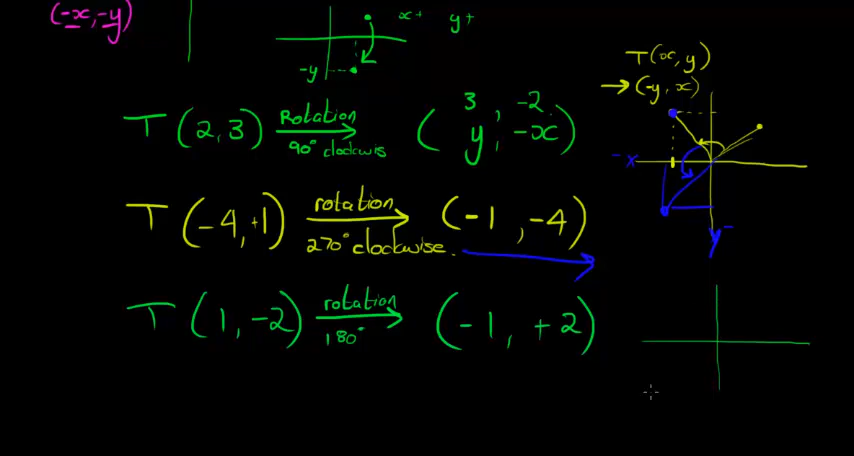 (-x, -y)
x+ y+
-y
T(x, y)
→ (-y, x)
3, -2
T(2, 3) Rotation 90° clockwis → (y, -x)
-x
T(-4, +1) rotation 270° clockwise. → (-1, -4)
y -
T(1, -2) rotation 180° → (-1, +2)